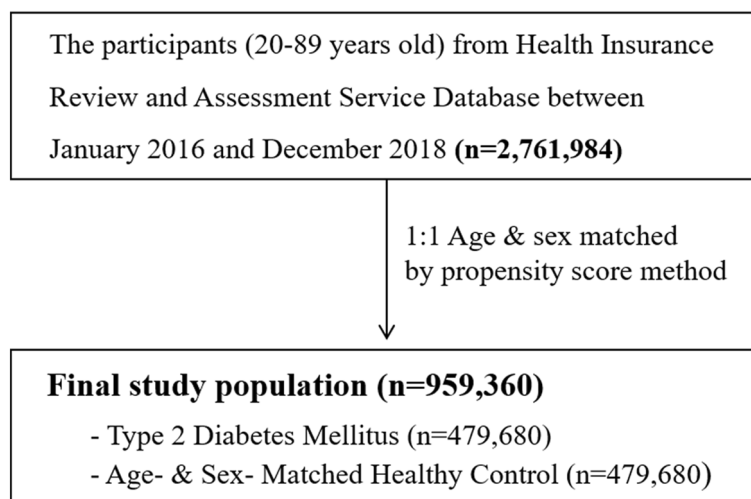 The participants (20-89 years old) from Health Insurance
Review and Assessment Service Database between
January 2016 and December 2018 (n=2,761,984)
1:1 Age & sex matched
by propensity score method
Final study population (n=959,360)
- Type 2 Diabetes Mellitus (n=479,680)
- Age- & Sex- Matched Healthy Control (n=479,680)